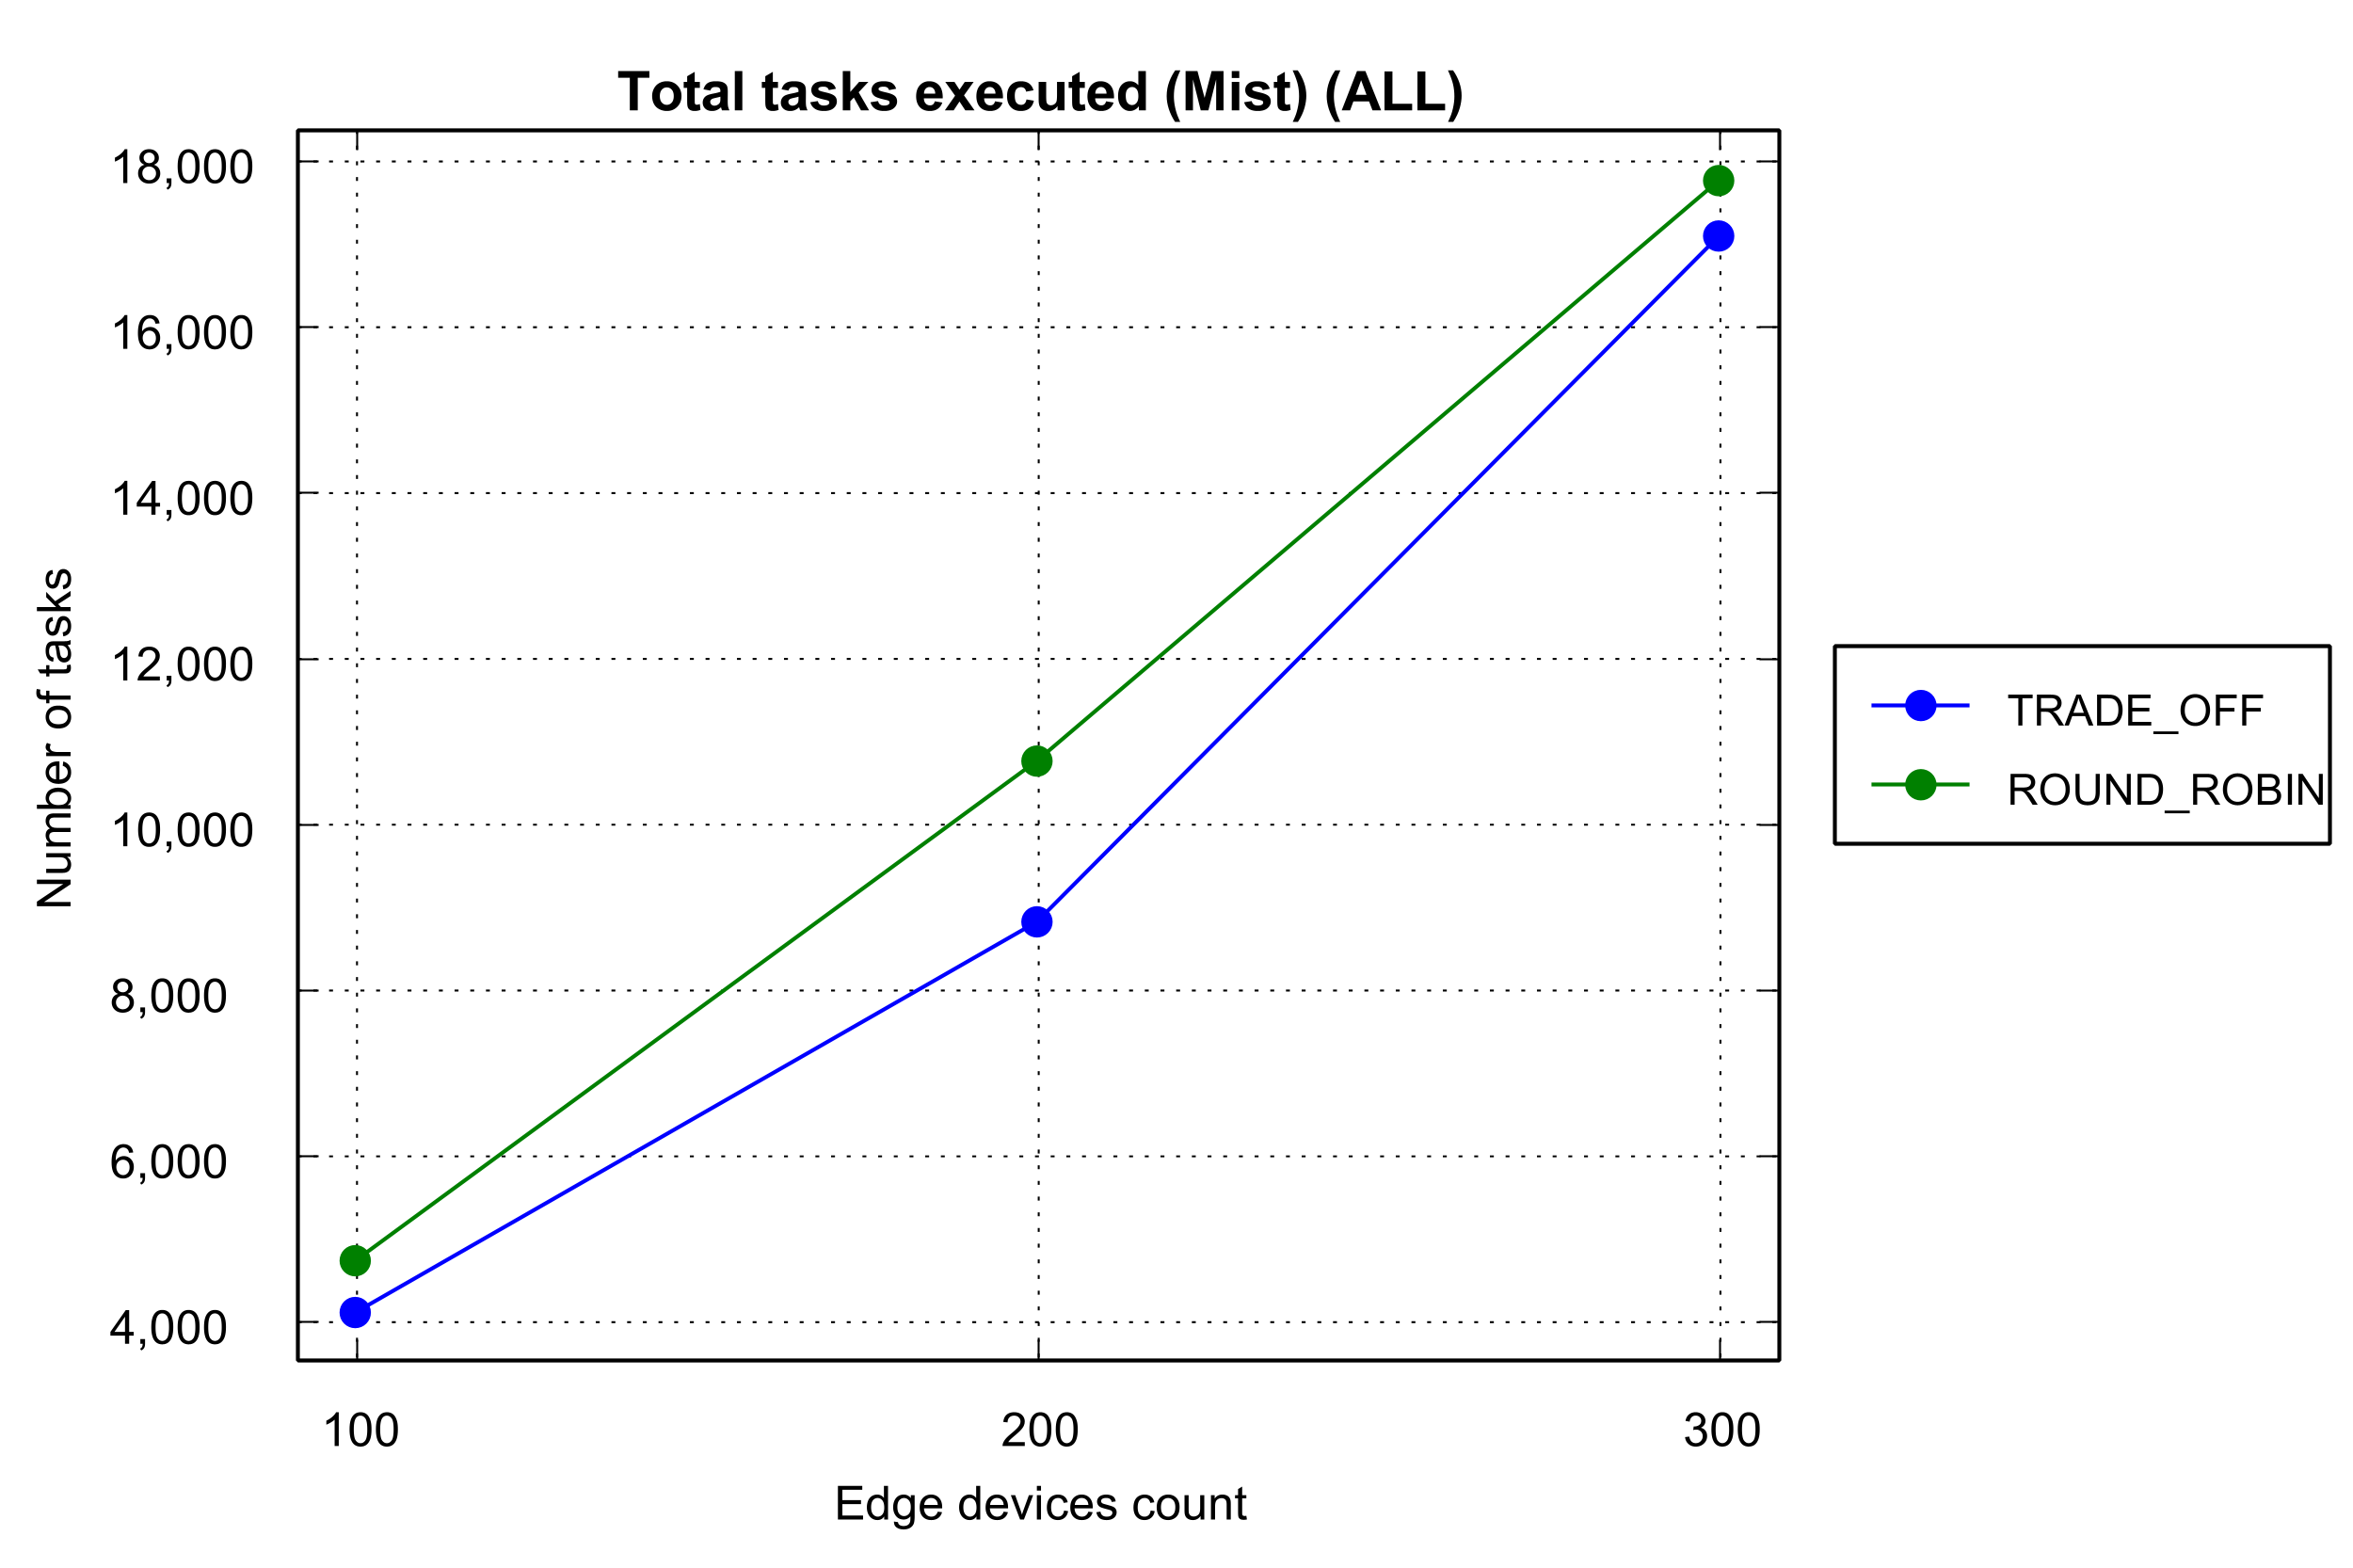 Total tasks executed (Mist) (ALL)
18,000
16,000
14,000
12,000
10,000
8,000
6,000
4,000
Number of tasks
100 200 300
Edge devices count
TRADE_OFF
ROUND_ROBIN